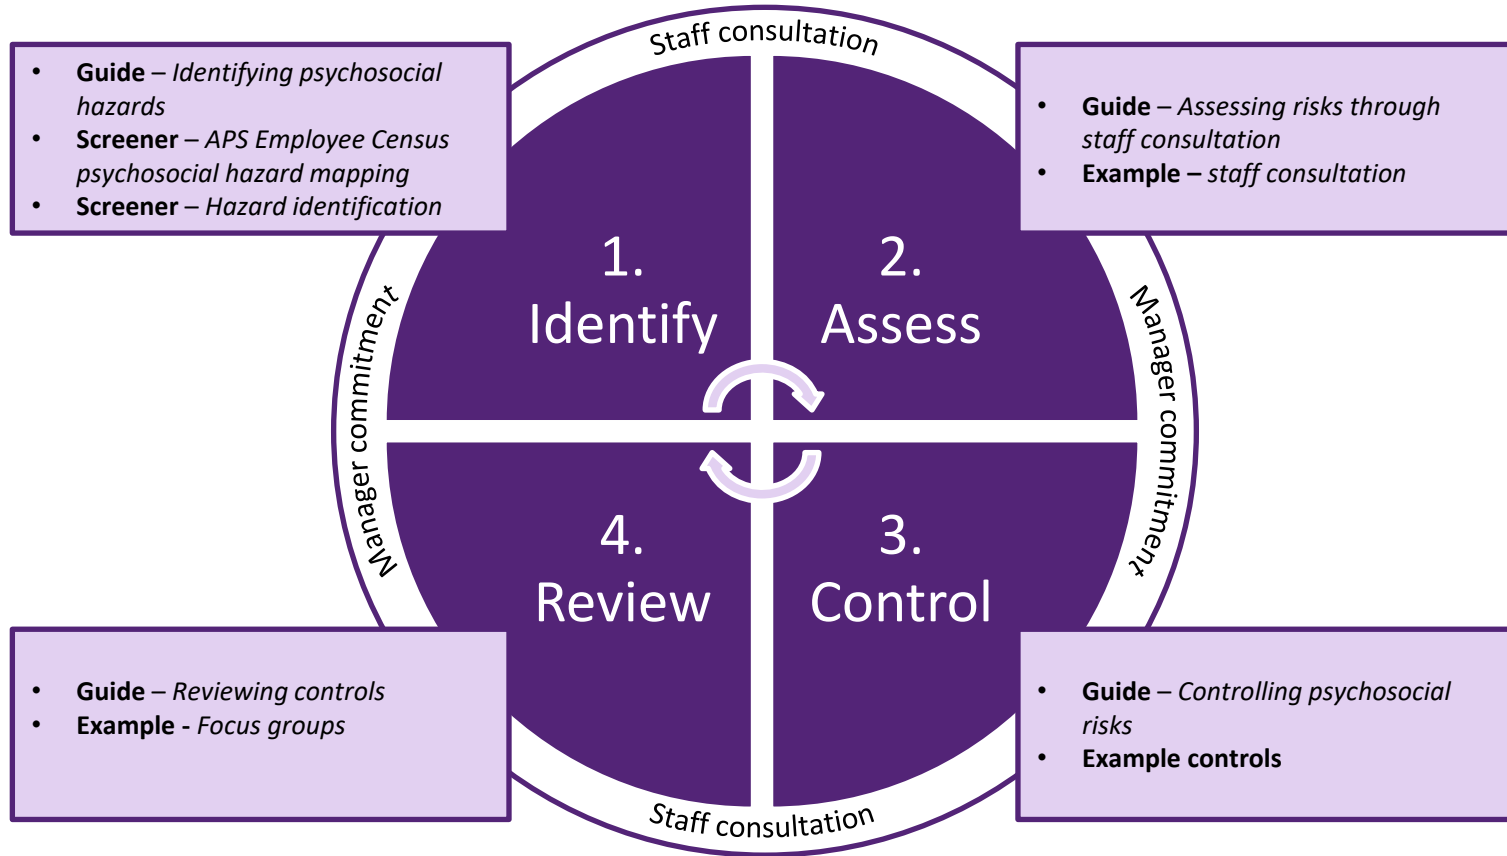 Staff consultation
• Guide – Identifying psychosocial
hazards
• Screener – APS Employee Census
psychosocial hazard mapping
• Screener – Hazard identification
• Guide – Assessing risks through
staff consultation
• Example – staff consultation
1.
Identify
2.
Assess
Manager commitment
Manager commitment
4.
Review
3.
Control
• Guide – Reviewing controls
• Example - Focus groups
• Guide – Controlling psychosocial
risks
• Example controls
Staff consultation